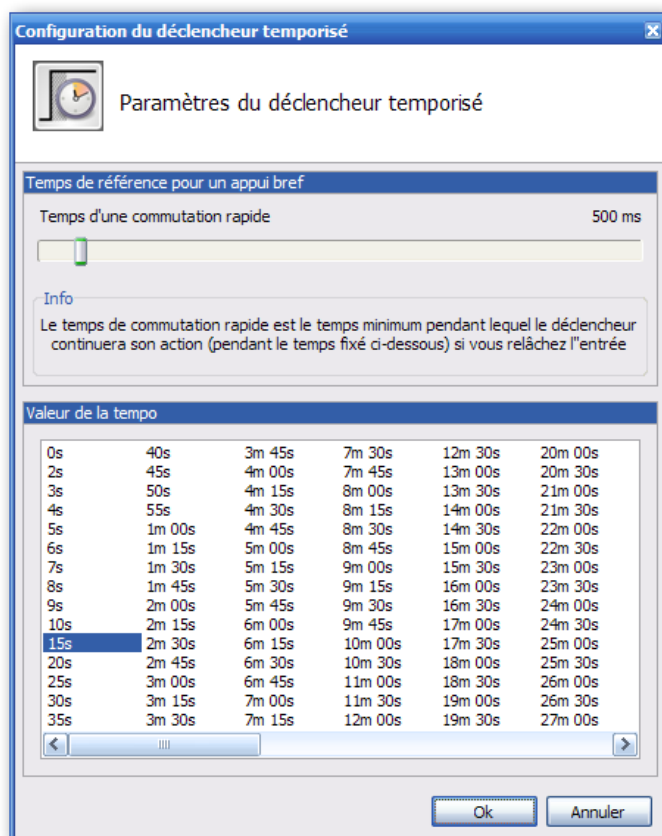 Configuration du déclencheur temporisé
Paramètres du déclencheur temporisé
Temps de référence pour un appui bref
Temps d'une commutation rapide 500 ms
Info
Le temps de commutation rapide est le temps minimum pendant lequel le déclencheur
continuera son action (pendant le temps fixé ci-dessous) si vous relâchez l''entrée
Valeur de la tempo
0s 40s 3m 45s 7m 30s 12m 30s 20m 00s
2s 45s 4m 00s 7m 45s 13m 00s 20m 30s
3s 50s 4m 15s 8m 00s 13m 30s 21m 00s
4s 55s 4m 30s 8m 15s 14m 00s 21m 30s
5s 1m 00s 4m 45s 8m 30s 14m 30s 22m 00s
6s 1m 15s 5m 00s 8m 45s 15m 00s 22m 30s
7s 1m 30s 5m 15s 9m 00s 15m 30s 23m 00s
8s 1m 45s 5m 30s 9m 15s 16m 00s 23m 30s
9s 2m 00s 5m 45s 9m 30s 16m 30s 24m 00s
10s 2m 15s 6m 00s 9m 45s 17m 00s 24m 30s
15s 2m 30s 6m 15s 10m 00s 17m 30s 25m 00s
20s 2m 45s 6m 30s 10m 30s 18m 00s 25m 30s
25s 3m 00s 6m 45s 11m 00s 18m 30s 26m 00s
30s 3m 15s 7m 00s 11m 30s 19m 00s 26m 30s
35s 3m 30s 7m 15s 12m 00s 19m 30s 27m 00s
Ok Annuler